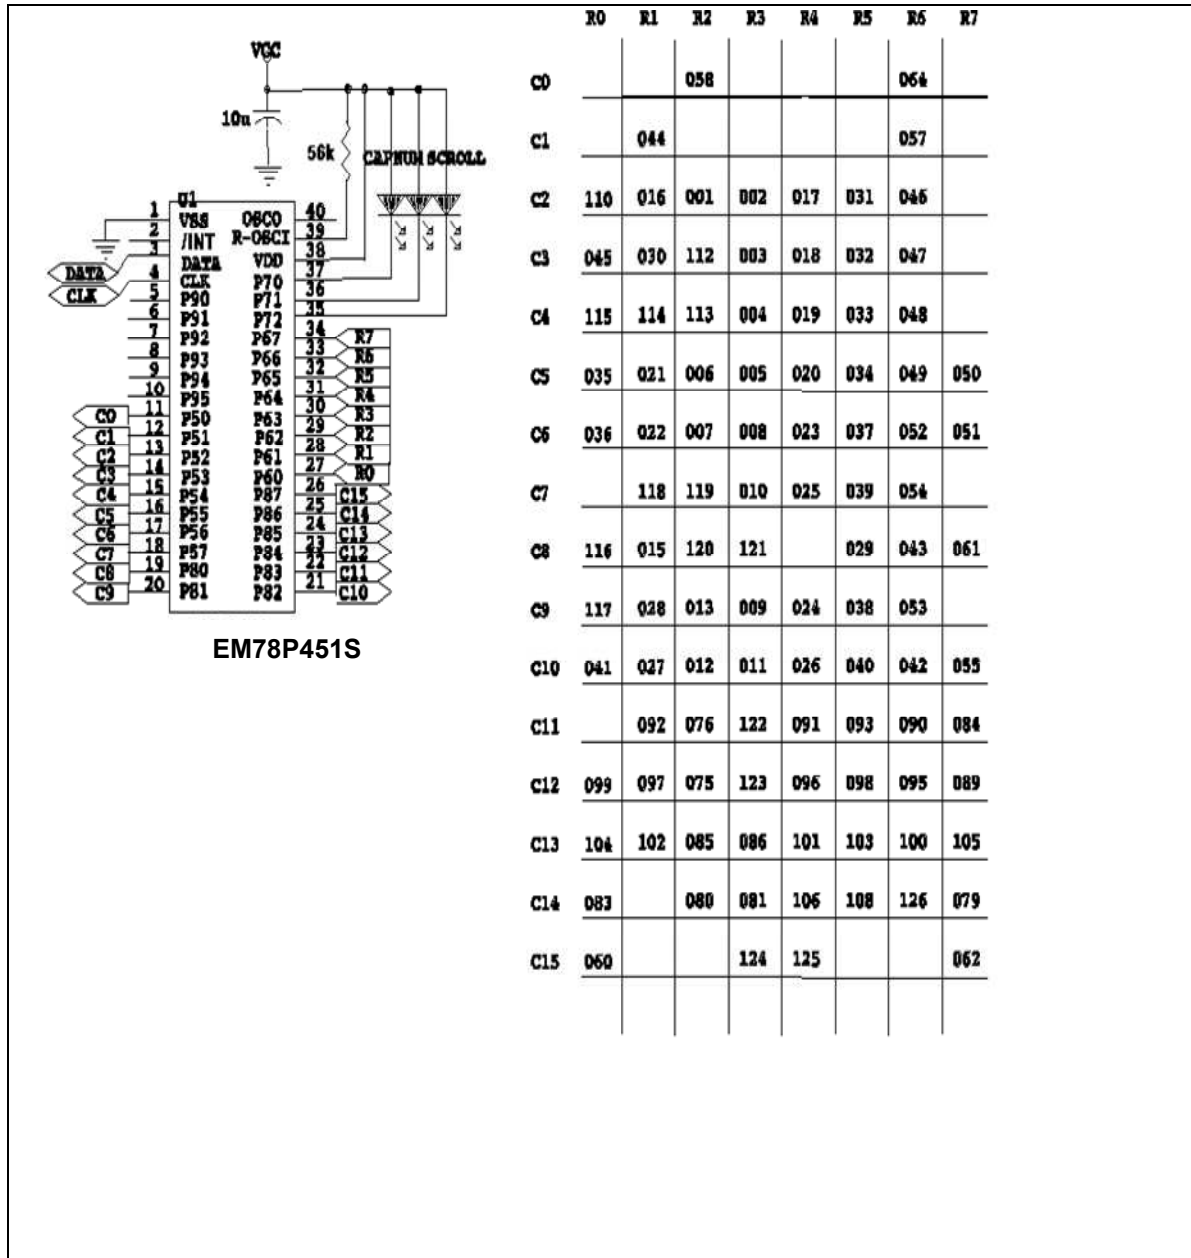 VCC
10u
56k
CAPNUM SCROLL
U1
1 VSS OSCO 40
2 /INT R-OSCI 39
3 DATA VDD 38
4 CLK P70 37
5 P90 P71 36
6 P91 P72 35
7 P92 P67 34
8 P93 P66 33
9 P94 P65 32
10 P95 P64 31
11 P50 P63 30
12 P51 P62 29
13 P52 P61 28
14 P53 P60 27
15 P54 P87 26
16 P55 P86 25
17 P56 P85 24
18 P57 P84 23
19 P80 P83 22
20 P81 P82 21
DATA
CLK
C0
C1
C2
C3
C4
C5
C6
C7
C8
C9
R7
R6
R5
R4
R3
R2
R1
R0
C15
C14
C13
C12
C11
C10
EM78P451S
R0 R1 R2 R3 R4 R5 R6 R7
C0 058 064
C1 044 057
C2 110 016 001 002 017 031 046
C3 045 030 112 003 018 032 047
C4 115 114 113 004 019 033 048
C5 035 021 006 005 020 034 049 050
C6 036 022 007 008 023 037 052 051
C7 118 119 010 025 039 054
C8 116 015 120 121 029 043 061
C9 117 028 013 009 024 038 053
C10 041 027 012 011 026 040 042 055
C11 092 076 122 091 093 090 084
C12 099 097 075 123 096 098 095 089
C13 104 102 085 086 101 103 100 105
C14 083 080 081 106 108 126 079
C15 060 124 125 062